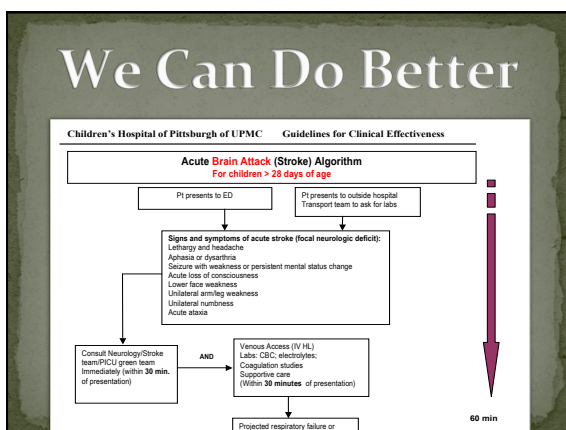 We Can Do Better
Children's Hospital of Pittsburgh of UPMC Guidelines for Clinical Effectiveness
Acute Brain Attack (Stroke) Algorithm
For children > 28 days of age
Pt presents to ED
Pt presents to outside hospital
Transport team to ask for labs
Signs and symptoms of acute stroke (focal neurologic deficit):
Lethargy and headache
Aphasia or dysarthria
Seizure with weakness or persistent mental status change
Acute loss of consciousness
Lower face weakness
Unilateral arm/leg weakness
Unilateral numbness
Acute ataxia
Consult Neurology/Stroke
team/PICU green team
Immediately (within 30 min.
of presentation)
AND
Venous Access (IV HL)
Labs: CBC; electrolytes;
Coagulation studies
Supportive care
(Within 30 minutes of presentation)
60 min
Projected respiratory failure or